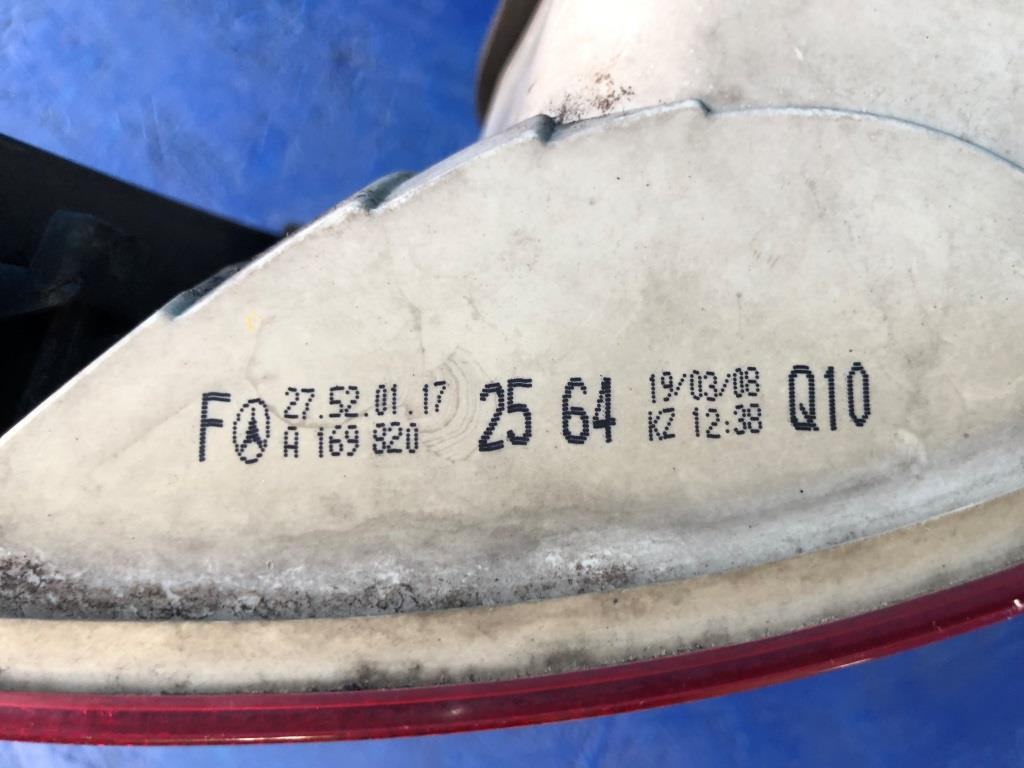 F 27.52.01.17 25 64 19/03/08 Q10
A 169 820 KZ 12:38